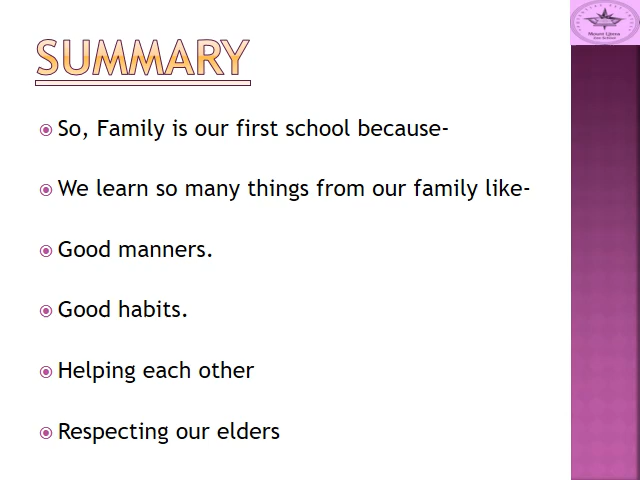 SUMMARY
So, Family is our first school because-
We learn so many things from our family like-
Good manners.
Good habits.
Helping each other
Respecting our elders